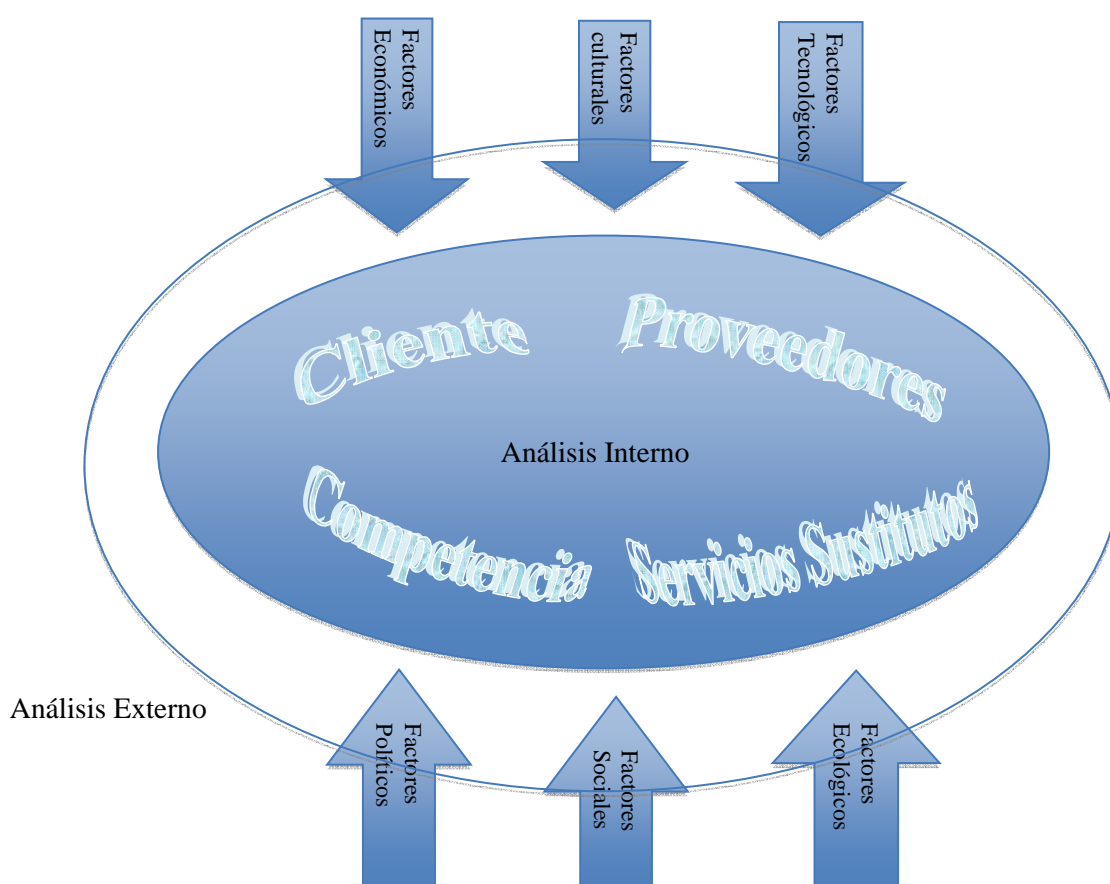 Factores
Económicos
Factores
culturales
Factores
Tecnológicos
Cliente
Proveedores
Análisis Interno
Competencia
Servicios Sustitutos
Análisis Externo
Factores
Políticos
Factores
Sociales
Factores
Ecológicos